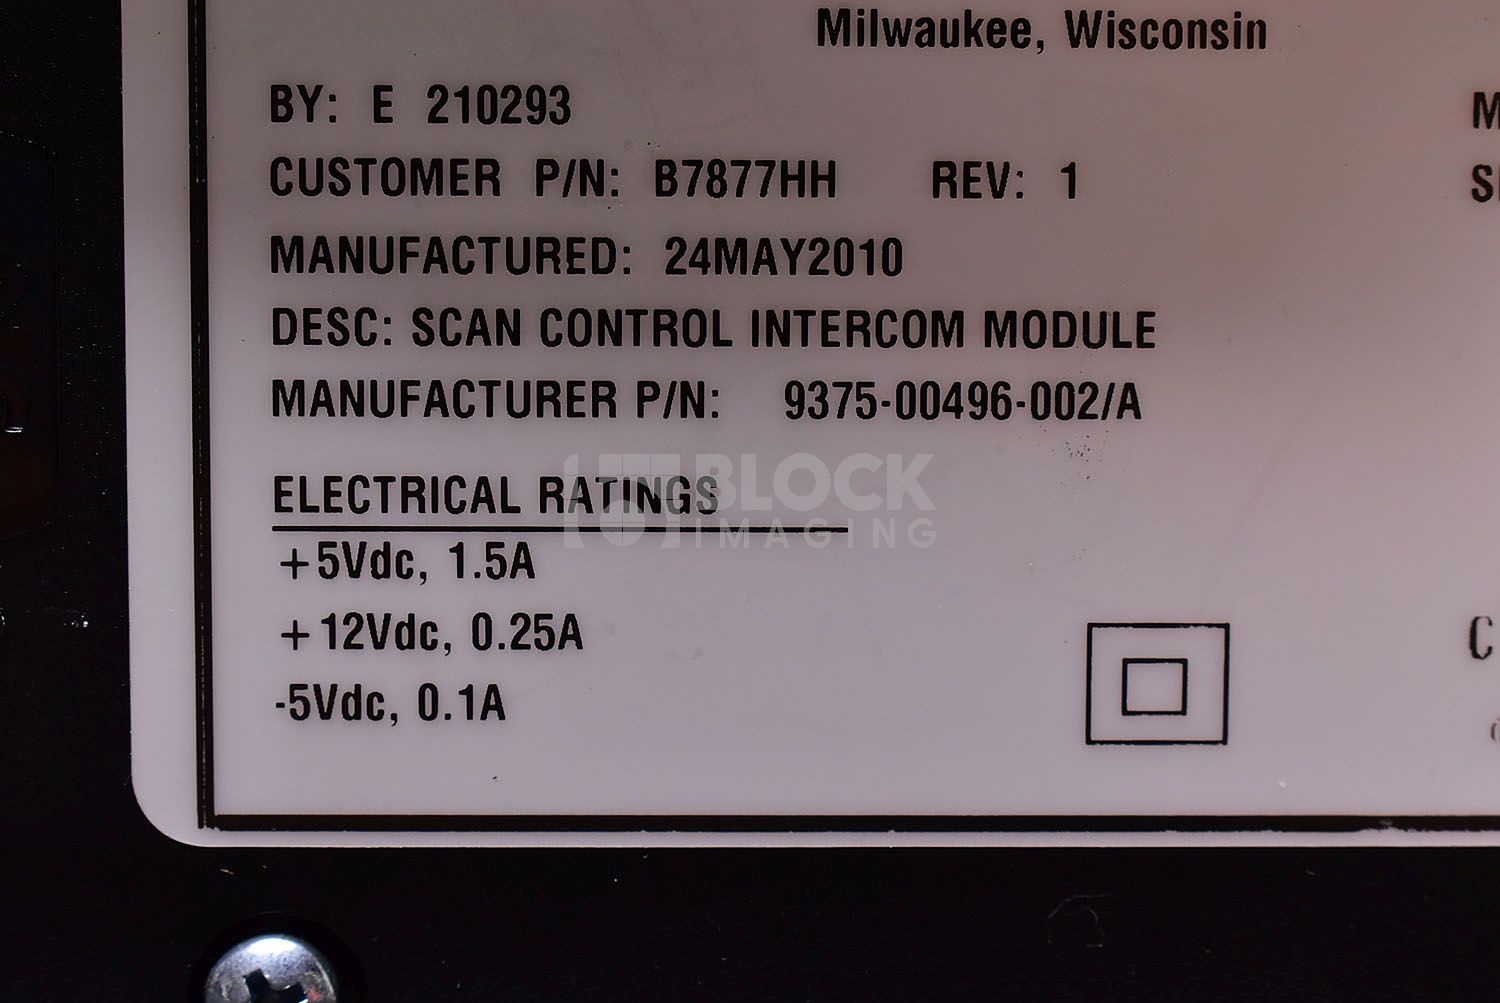 Milwaukee, Wisconsin
BY: E 210293
CUSTOMER P/N: B7877HH REV: 1
MANUFACTURED: 24MAY2010
DESC: SCAN CONTROL INTERCOM MODULE
MANUFACTURER P/N: 9375-00496-002/A
BLOCK
IMAGING
ELECTRICAL RATINGS
+5Vdc, 1.5A
+12Vdc, 0.25A
-5Vdc, 0.1A